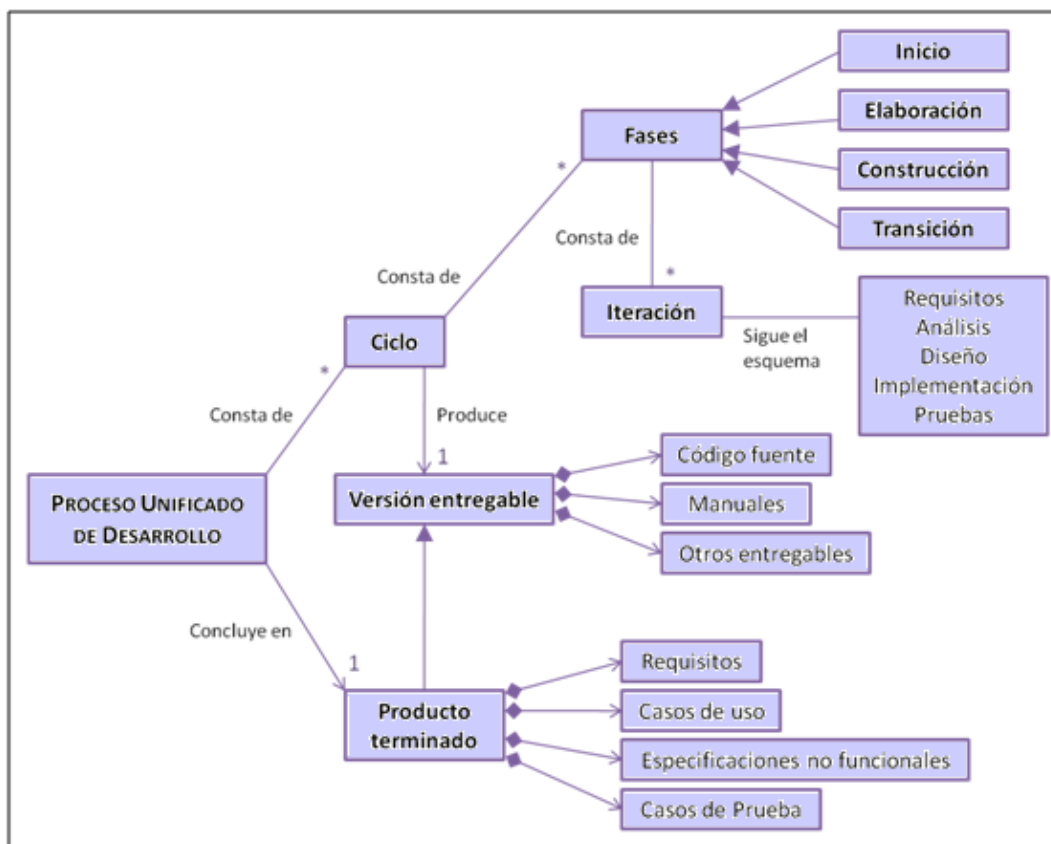 Inicio
Elaboración
Construcción
Transición
Fases
*
Consta de
*
Iteración
Sigue el
esquema
Requisitos
Análisis
Diseño
Implementación
Pruebas
Consta de
Ciclo
*
Consta de
Produce
1
PROCESO UNIFICADO
DE DESARROLLO
Versión entregable
Código fuente
Manuales
Otros entregables
Concluye en
1
Producto
terminado
Requisitos
Casos de uso
Especificaciones no funcionales
Casos de Prueba